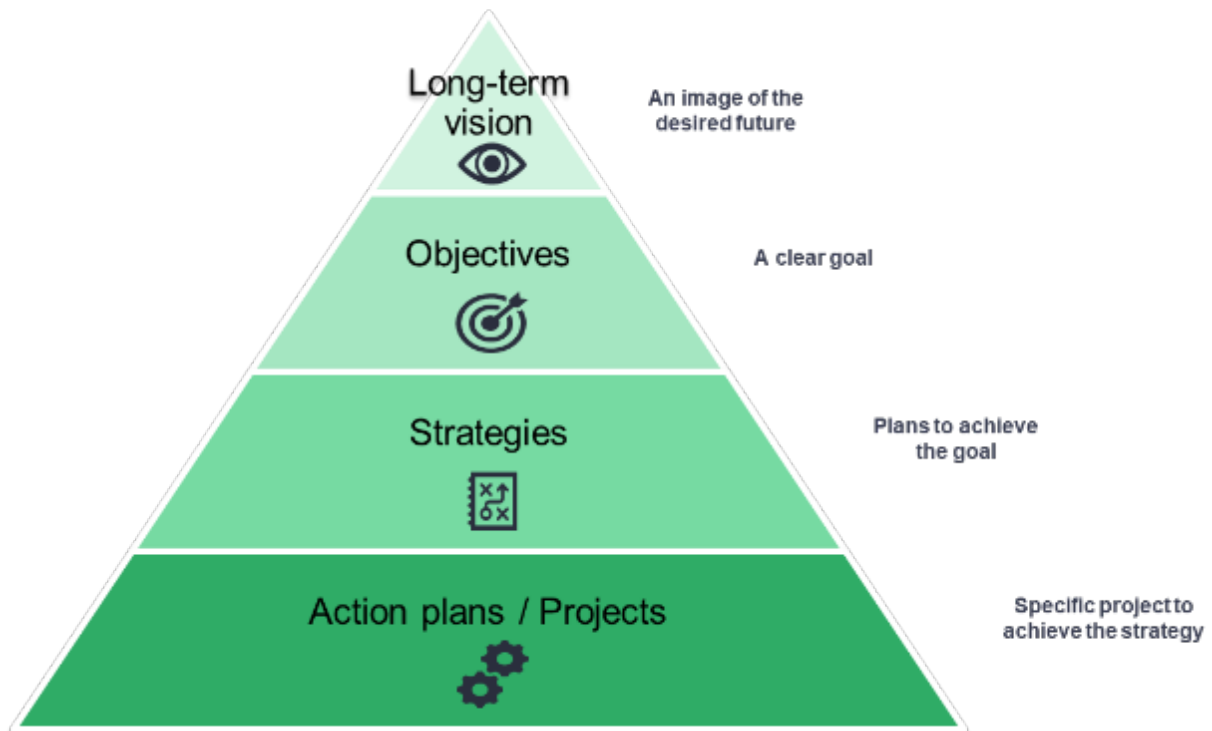 Long-term
vision
An image of the
desired future
Objectives
A clear goal
Strategies
Plans to achieve
the goal
Action plans / Projects
Specific project to
achieve the strategy